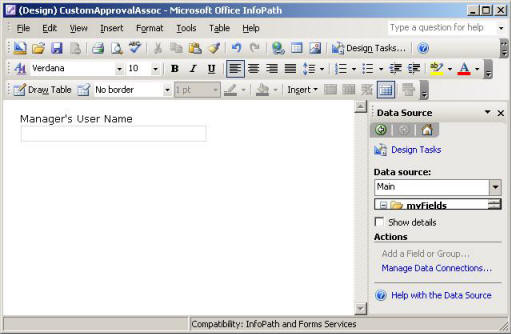 (Design) CustomApprovalAssoc - Microsoft Office InfoPath
File Edit View Insert Format Tools Table Help Type a question for help
Design Tasks...
Verdana 10 B I U A
Draw Table No border 1 pt Insert
Manager's User Name
Data Source
Design Tasks
Data source:
Main
myFields
Show details
Actions
Add a Field or Group...
Manage Data Connections...
Help with the Data Source
Compatibility: InfoPath and Forms Services